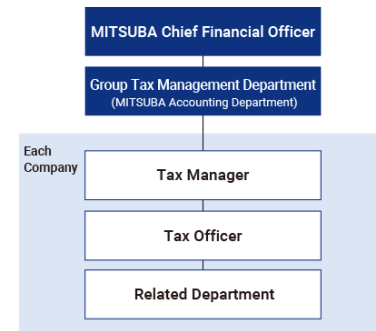 MITSUBA Chief Financial Officer
Group Tax Management Department
(MITSUBA Accounting Department)
Each
Company
Tax Manager
Tax Officer
Related Department